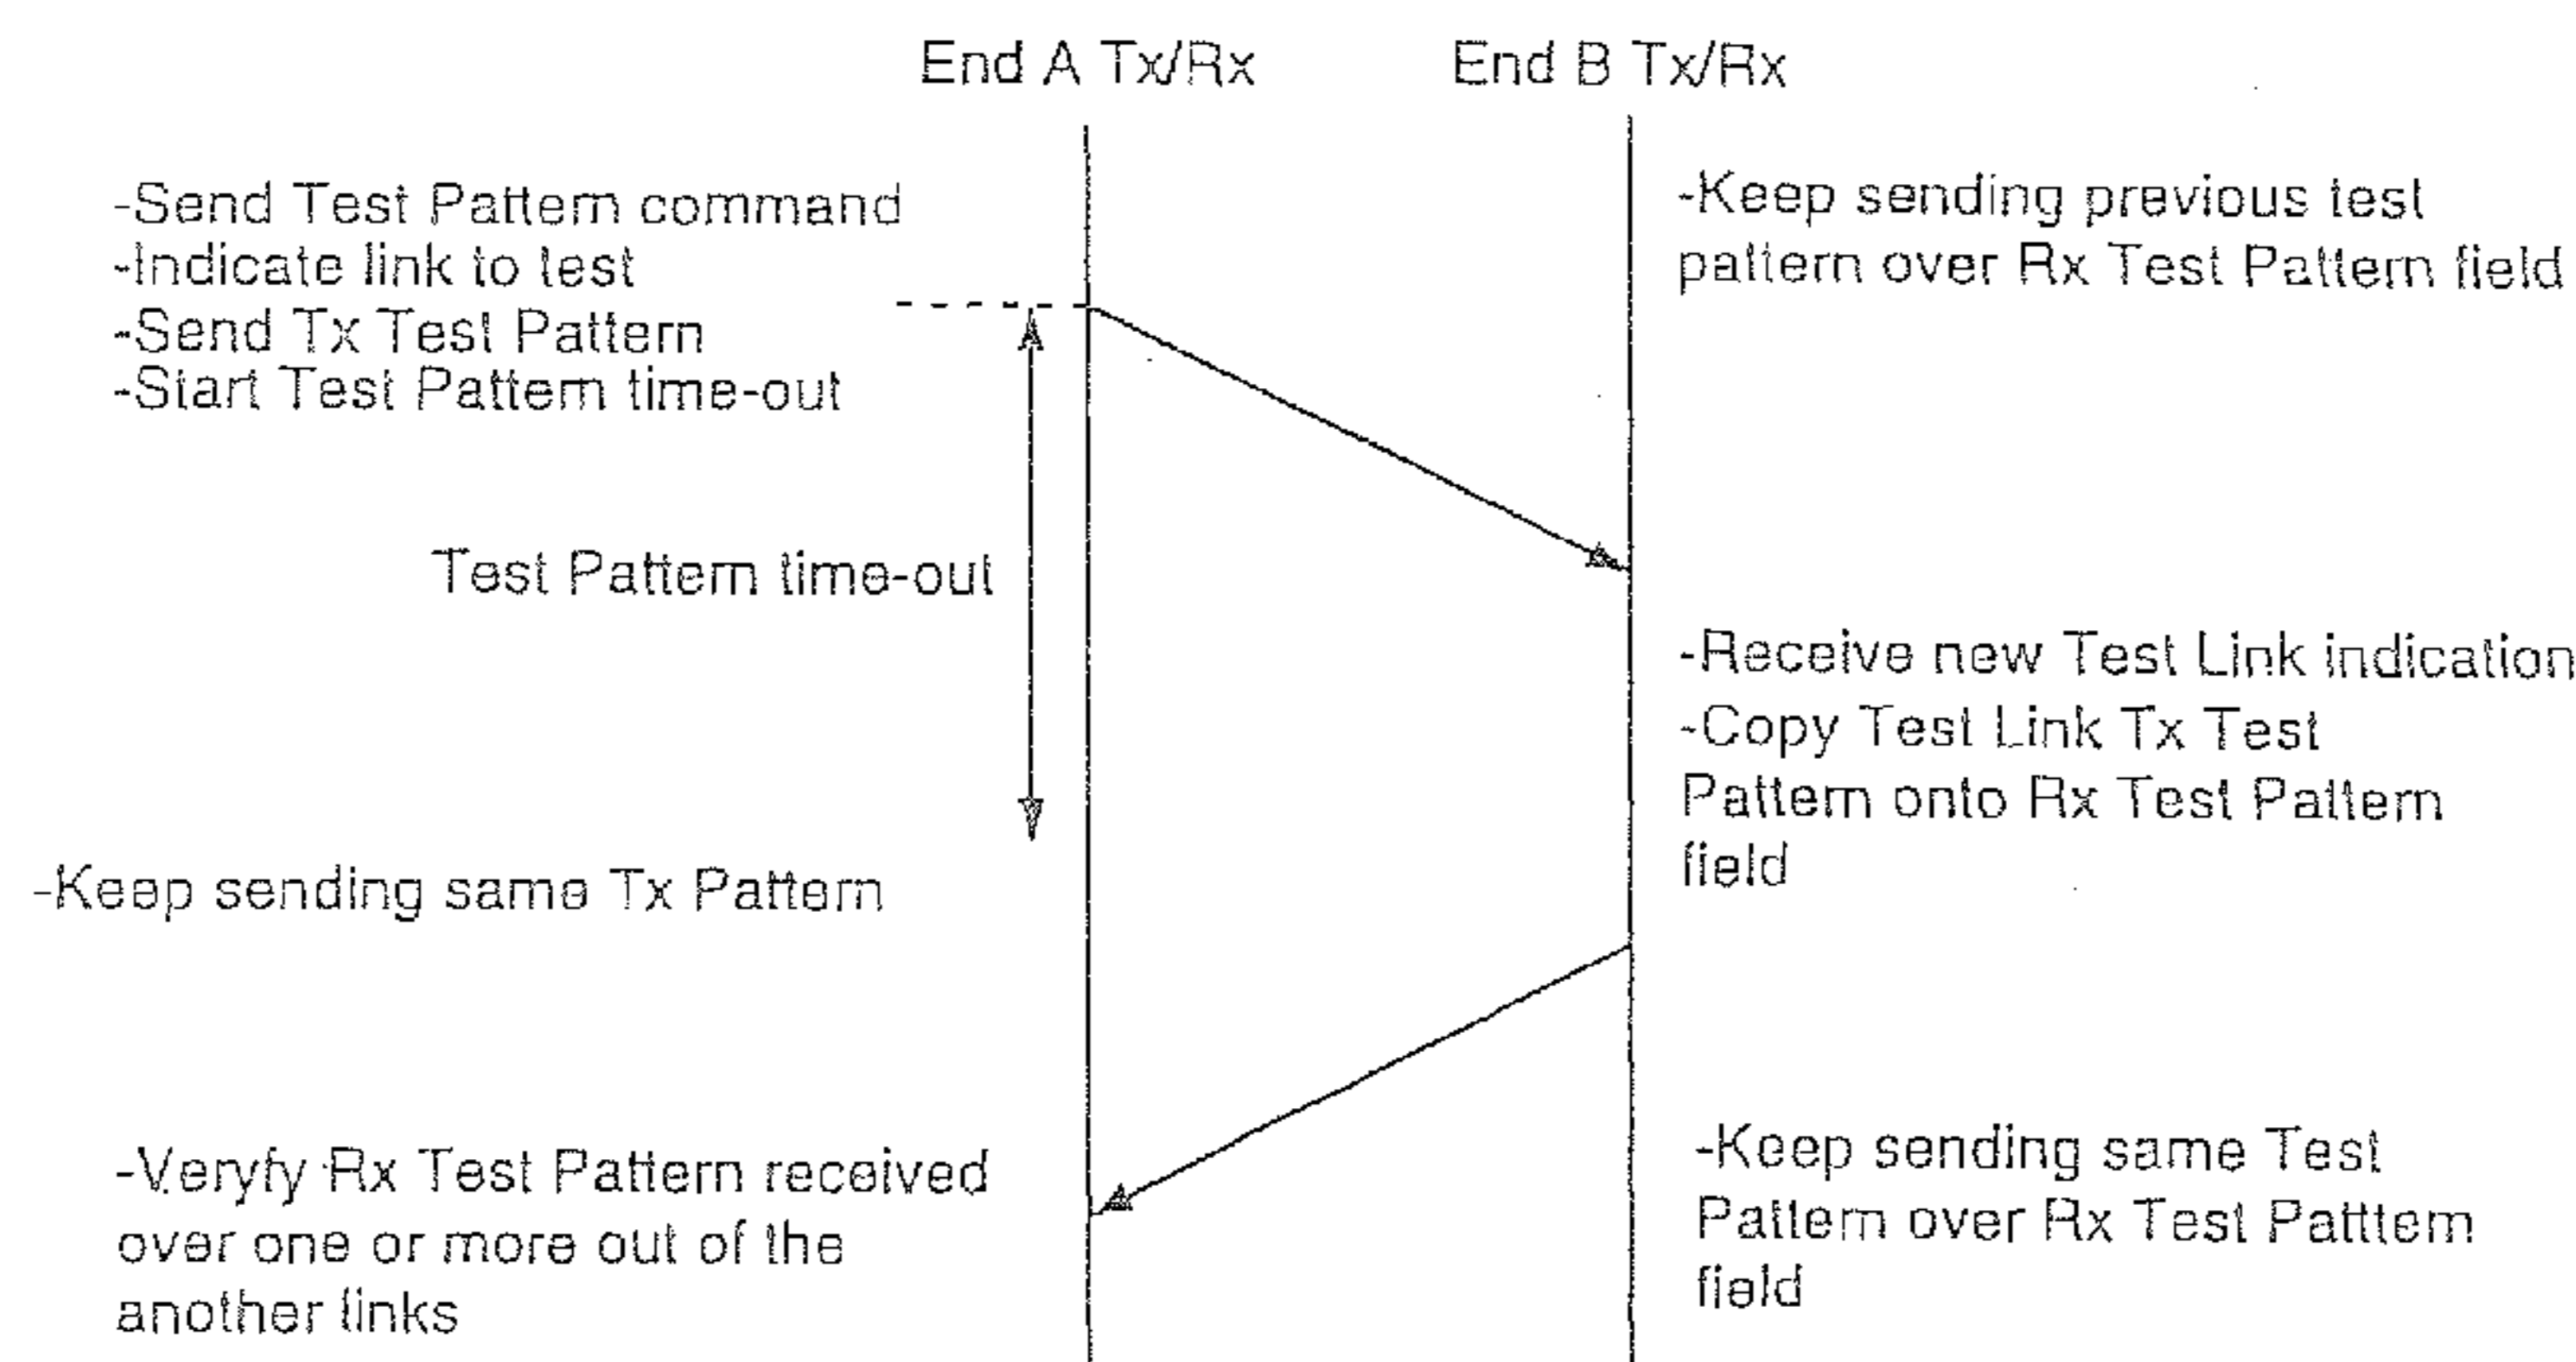 End A Tx/Rx
End B Tx/Rx
-Send Test Pattern command
-Indicate link to test
-Send Tx Test Pattern
-Start Test Pattern time-out
-Keep sending previous test
pattern over Rx Test Pattern field
Test Pattern time-out
-Receive new Test Link indication
-Copy Test Link Tx Test
Pattern onto Rx Test Pattern
field
-Keep sending same Tx Pattern
-Veryfy Rx Test Pattern received
over one or more out of the
another links
-Keep sending same Test
Pattern over Rx Test Patttern
field